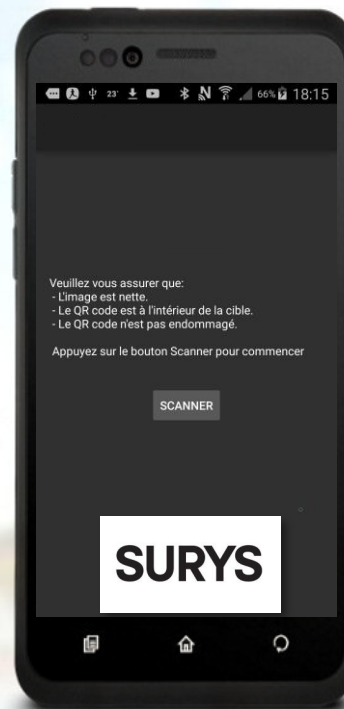 23°
66% 18:15
Veuillez vous assurer que:
- L'image est nette.
- Le QR code est à l'intérieur de la cible.
- Le QR code n'est pas endommagé.
Appuyez sur le bouton Scanner pour commencer
SCANNER
SURYS